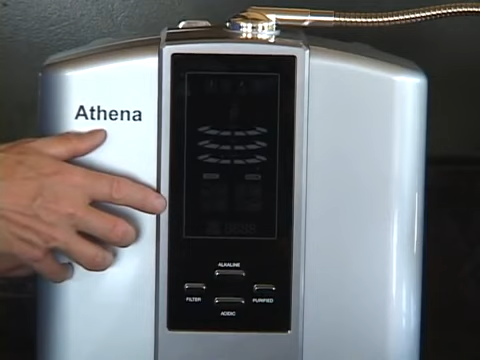 Athena
ALKALINE
FILTER
PURIFIED
ACIDIC